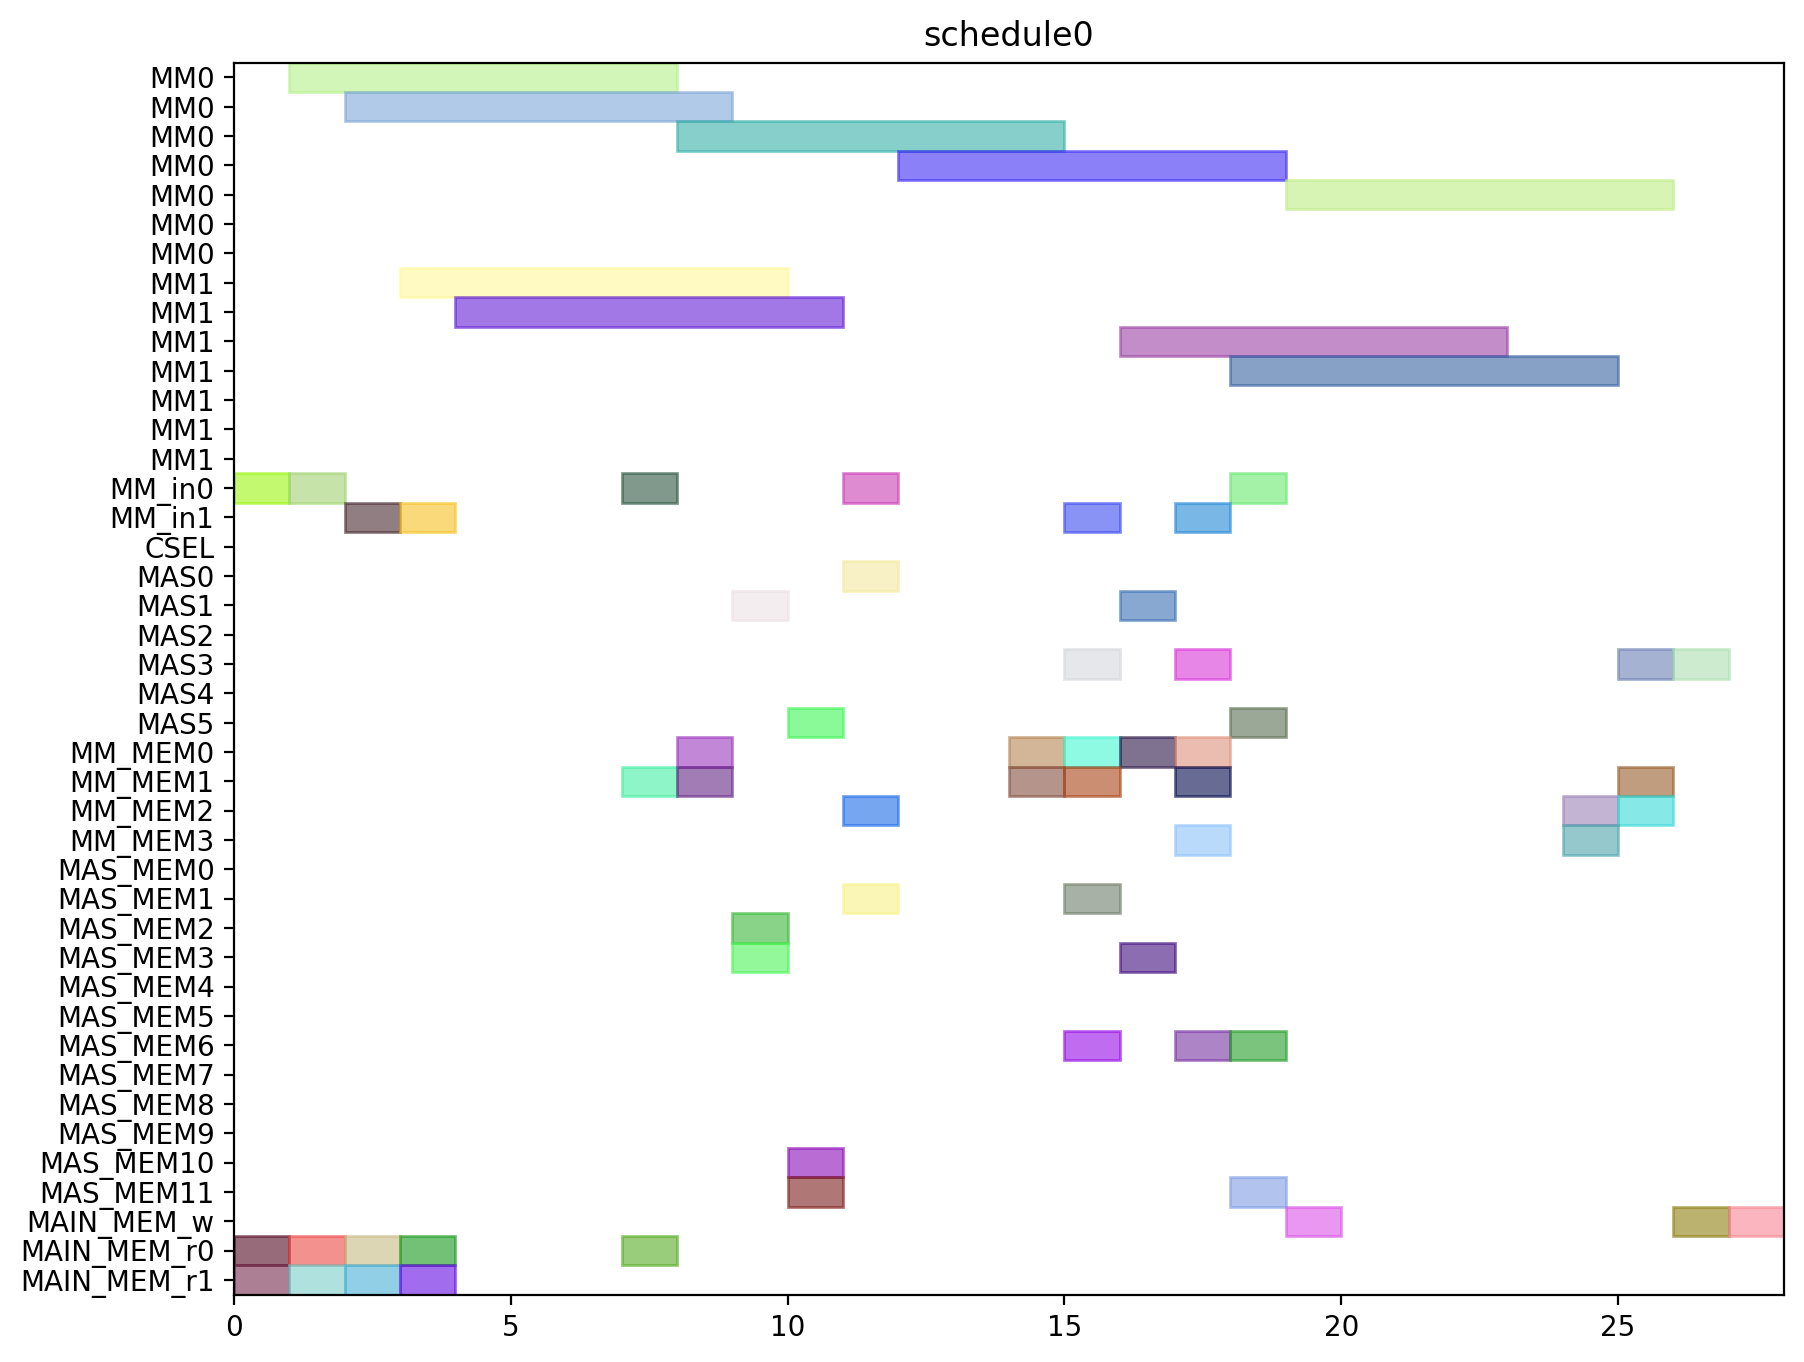 schedule0
MM0
MM0
MM0
MM0
MM0
MM0
MM0
MM1
MM1
MM1
MM1
MM1
MM1
MM1
MM_in0
MM_in1
CSEL
MAS0
MAS1
MAS2
MAS3
MAS4
MAS5
MM_MEM0
MM_MEM1
MM_MEM2
MM_MEM3
MAS_MEM0
MAS_MEM1
MAS_MEM2
MAS_MEM3
MAS_MEM4
MAS_MEM5
MAS_MEM6
MAS_MEM7
MAS_MEM8
MAS_MEM9
MAS_MEM10
MAS_MEM11
MAIN_MEM_w
MAIN_MEM_r0
MAIN_MEM_r1
0 5 10 15 20 25